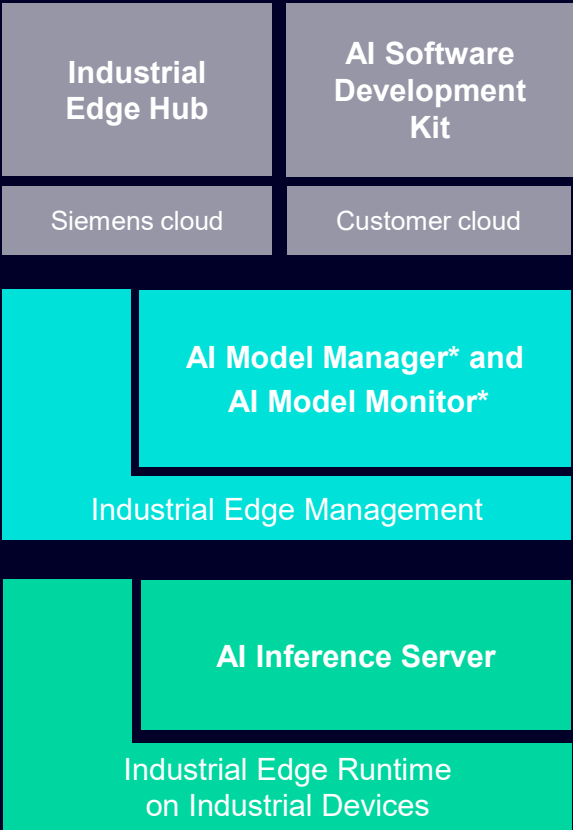 Industrial
Edge Hub
AI Software
Development
Kit
Siemens cloud
Customer cloud
AI Model Manager* and
AI Model Monitor*
Industrial Edge Management
AI Inference Server
Industrial Edge Runtime
on Industrial Devices